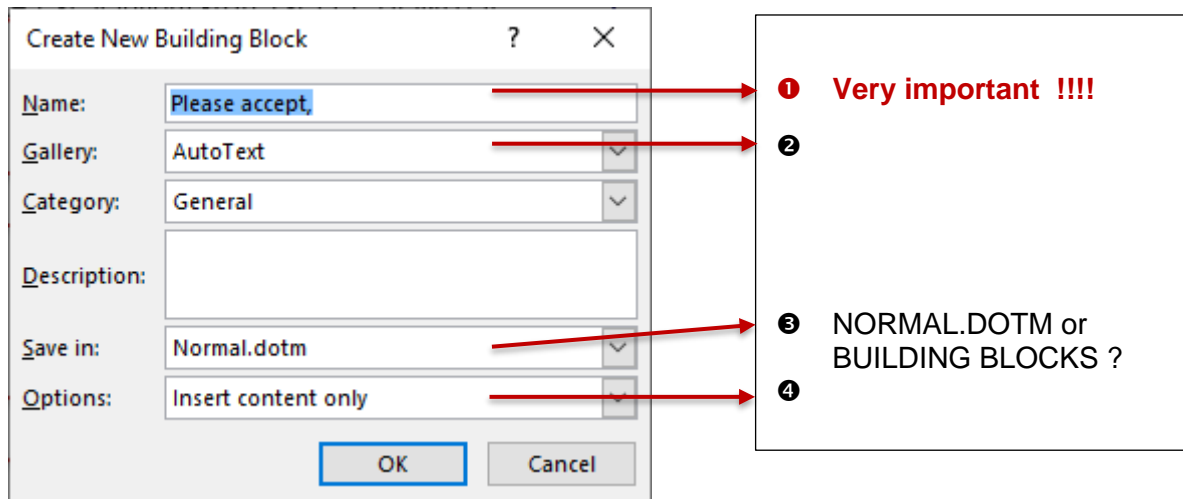 Create New Building Block ? ×
Name: Please accept,
Gallery: AutoText
Category: General
Description:
Save in: Normal.dotm
Options: Insert content only
OK Cancel
❶ Very important !!!!
❷
❸ NORMAL.DOTM or
BUILDING BLOCKS ?
❹